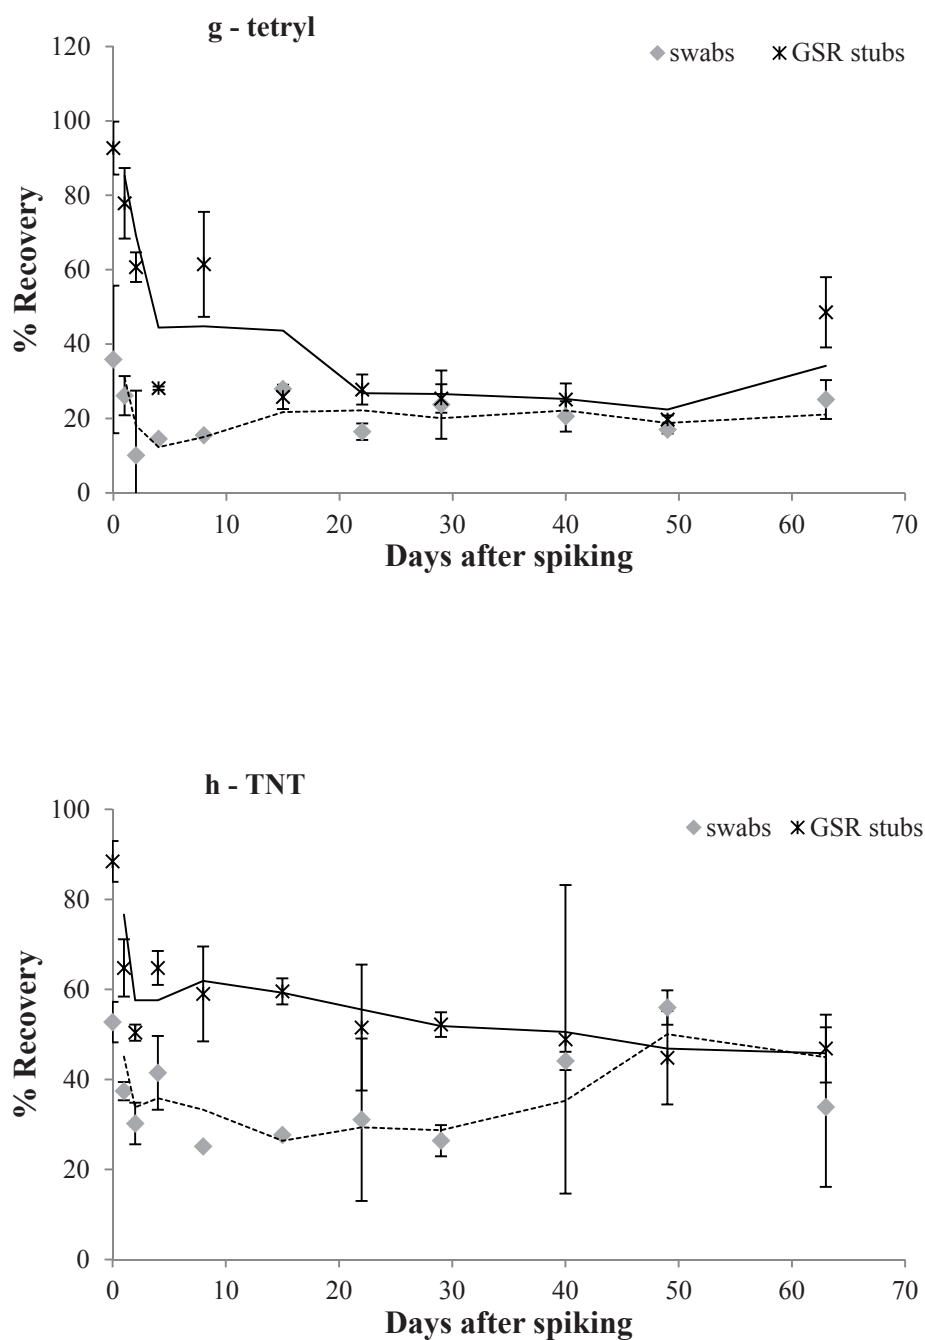 g - tetryl
120
swabs
GSR stubs
100
80
60
40
20
0
% Recovery
0 10 20 30 40 50 60 70
Days after spiking
h - TNT
100
swabs
GSR stubs
80
60
40
20
0
% Recovery
0 10 20 30 40 50 60 70
Days after spiking